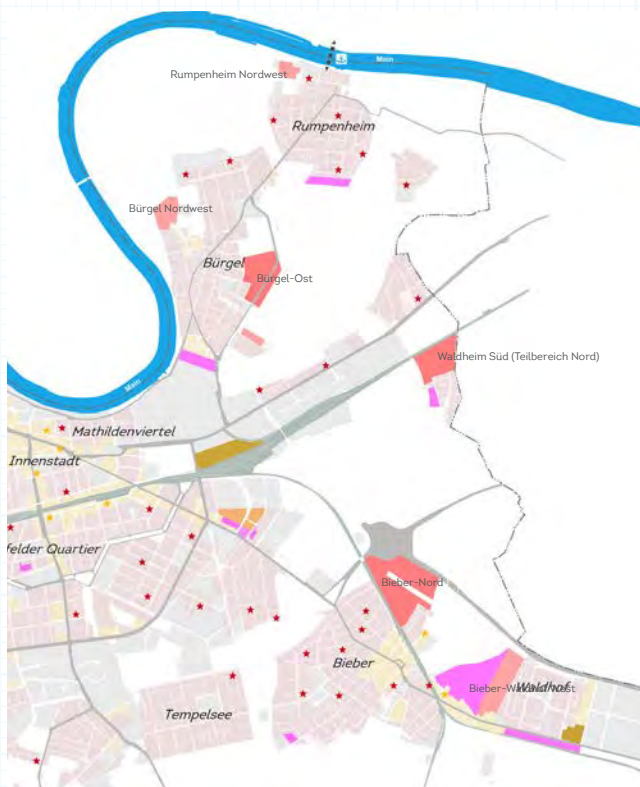 Main
Rumpenheim Nordwest
Rumpenheim
Bürgel Nordwest
Bürgel
Bürgel-Ost
Waldheim Süd (Teilbereich Nord)
Main
Mathildenviertel
Innenstadt
felder Quartier
Bieber-Nord
Bieber
Waldhof
Tempelsee